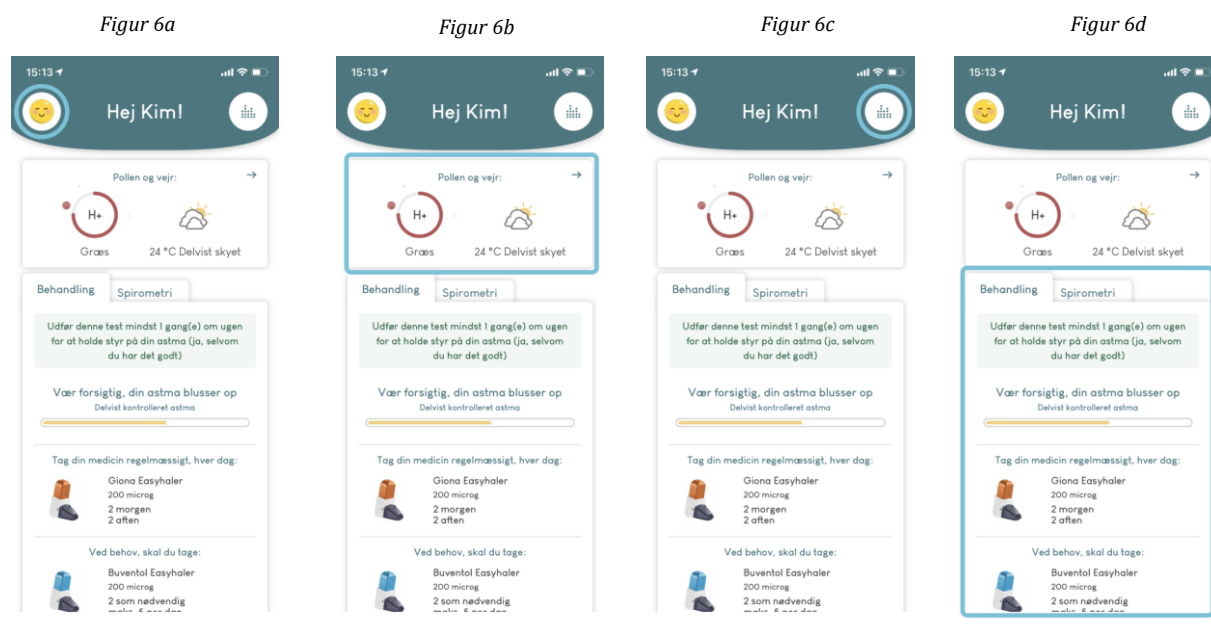 Figur 6a
15:13
Hej Kim!
Pollen og vejr:
H+
Græs
24 °C Delvist skyet
Behandling
Spirometri
Udfør denne test mindst 1 gang(e) om ugen
for at holde styr på din astma (ja, selvom
du har det godt)
Vær forsigtig, din astma blusser op
Delvist kontrolleret astma
Tag din medicin regelmæssigt, hver dag:
Giona Easyhaler
200 microg
2 morgen
2 aften
Ved behov, skal du tage:
Buventol Easyhaler
200 microg
2 som nødvendig
Figur 6b
15:13
Hej Kim!
Pollen og vejr:
H+
Græs
24 °C Delvist skyet
Behandling
Spirometri
Udfør denne test mindst 1 gang(e) om ugen
for at holde styr på din astma (ja, selvom
du har det godt)
Vær forsigtig, din astma blusser op
Delvist kontrolleret astma
Tag din medicin regelmæssigt, hver dag:
Giona Easyhaler
200 microg
2 morgen
2 aften
Ved behov, skal du tage:
Buventol Easyhaler
200 microg
2 som nødvendig
Figur 6c
15:13
Hej Kim!
Pollen og vejr:
H+
Græs
24 °C Delvist skyet
Behandling
Spirometri
Udfør denne test mindst 1 gang(e) om ugen
for at holde styr på din astma (ja, selvom
du har det godt)
Vær forsigtig, din astma blusser op
Delvist kontrolleret astma
Tag din medicin regelmæssigt, hver dag:
Giona Easyhaler
200 microg
2 morgen
2 aften
Ved behov, skal du tage:
Buventol Easyhaler
200 microg
2 som nødvendig
Figur 6d
15:13
Hej Kim!
Pollen og vejr:
H+
Græs
24 °C Delvist skyet
Behandling
Spirometri
Udfør denne test mindst 1 gang(e) om ugen
for at holde styr på din astma (ja, selvom
du har det godt)
Vær forsigtig, din astma blusser op
Delvist kontrolleret astma
Tag din medicin regelmæssigt, hver dag:
Giona Easyhaler
200 microg
2 morgen
2 aften
Ved behov, skal du tage:
Buventol Easyhaler
200 microg
2 som nødvendig